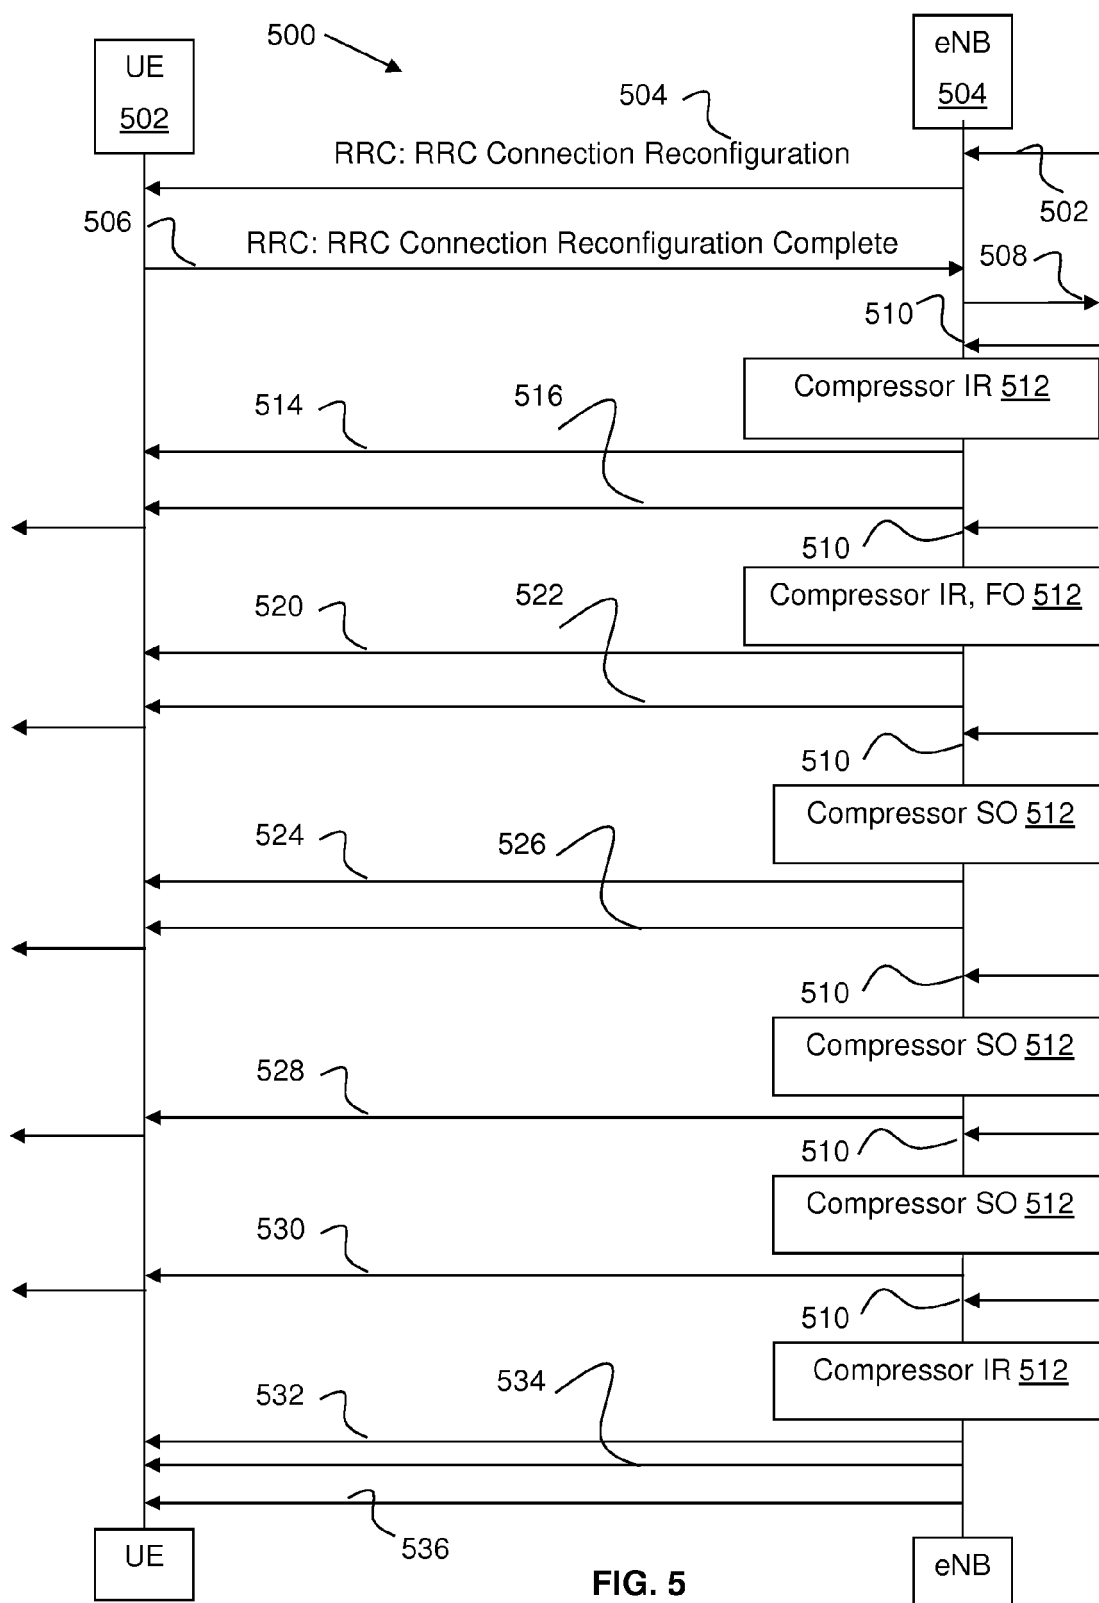 500
UE
502
eNB
504
504
RRC: RRC Connection Reconfiguration
502
506
RRC: RRC Connection Reconfiguration Complete
508
510
Compressor IR 512
514
516
510
Compressor IR, FO 512
520
522
510
Compressor SO 512
524
526
510
Compressor SO 512
528
510
Compressor SO 512
530
510
Compressor IR 512
532
534
536
UE
eNB
FIG. 5